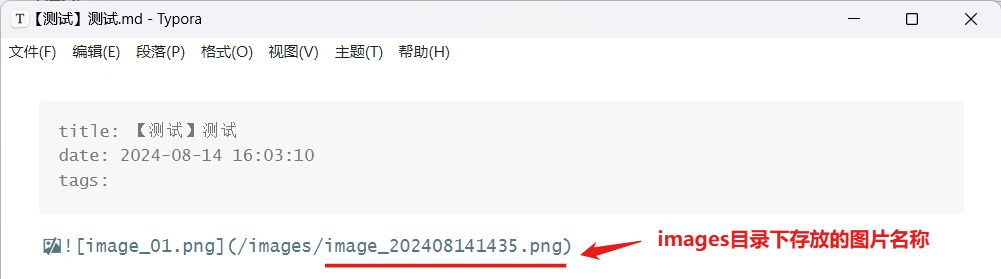 T 【测试】测试.md - Typora
文件(F) 编辑(E) 段落(P) 格式(O) 视图(V) 主题(T) 帮助(H)
title: 【测试】测试
date: 2024-08-14 16:03:10
tags:
![image_01.png](/images/image_202408141435.png)
images目录下存放的图片名称